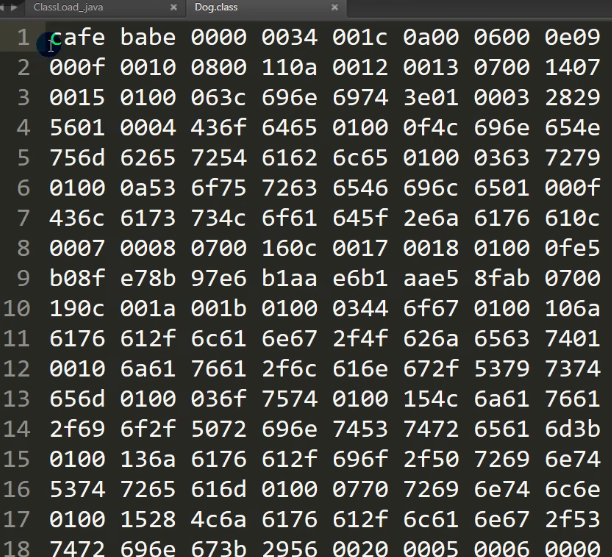 ClassLoad_.java × Dog.class ×
1 cafe babe 0000 0034 001c 0a00 0600 0e09
2 000f 0010 0800 110a 0012 0013 0700 1407
3 0015 0100 063c 696e 6974 3e01 0003 2829
4 5601 0004 436f 6465 0100 0f4c 696e 654e
5 756d 6265 7254 6162 6c65 0100 0363 7279
6 0100 0a53 6f75 7263 6546 696c 6501 000f
7 436c 6173 734c 6f61 645f 2e6a 6176 610c
8 0007 0008 0700 160c 0017 0018 0100 0fe5
9 b08f e78b 97e6 b1aa e6b1 aae5 8fab 0700
10 190c 001a 001b 0100 0344 6f67 0100 106a
11 6176 612f 6c61 6e67 2f4f 626a 6563 7401
12 0010 6a61 7661 2f6c 616e 672f 5379 7374
13 656d 0100 036f 7574 0100 154c 6a61 7661
14 2f69 6f2f 5072 696e 7453 7472 6561 6d3b
15 0100 136a 6176 612f 696f 2f50 7269 6e74
16 5374 7265 616d 0100 0770 7269 6e74 6c6e
17 0100 1528 4c6a 6176 612f 6c61 6e67 2f53
18 7472 696e 673b 2956 0020 0005 0006 0000